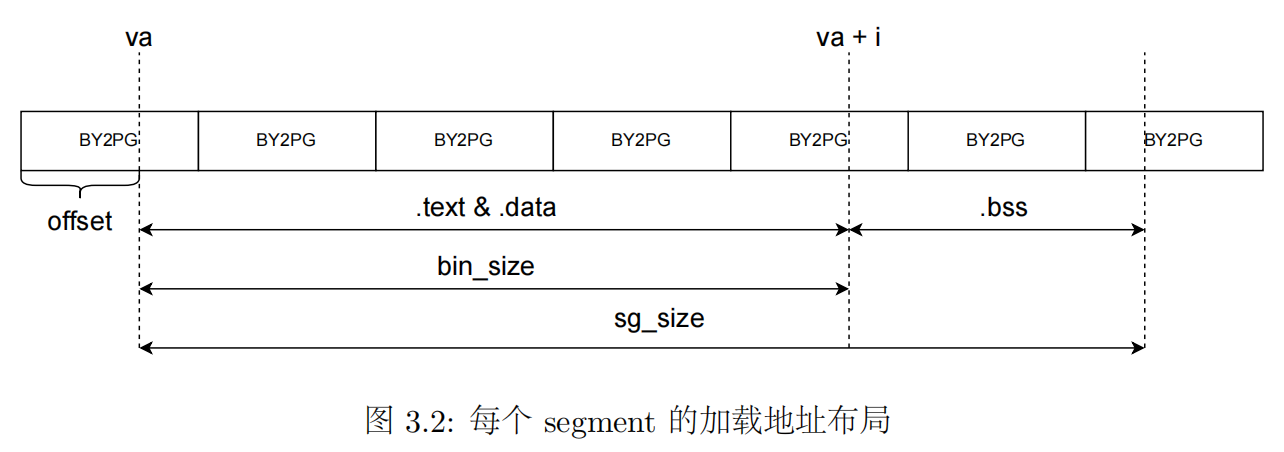 va va + i
BY2PG BY2PG BY2PG BY2PG BY2PG BY2PG BY2PG
offset .text & .data .bss
bin_size
sg_size
图 3.2: 每个 segment 的加载地址布局